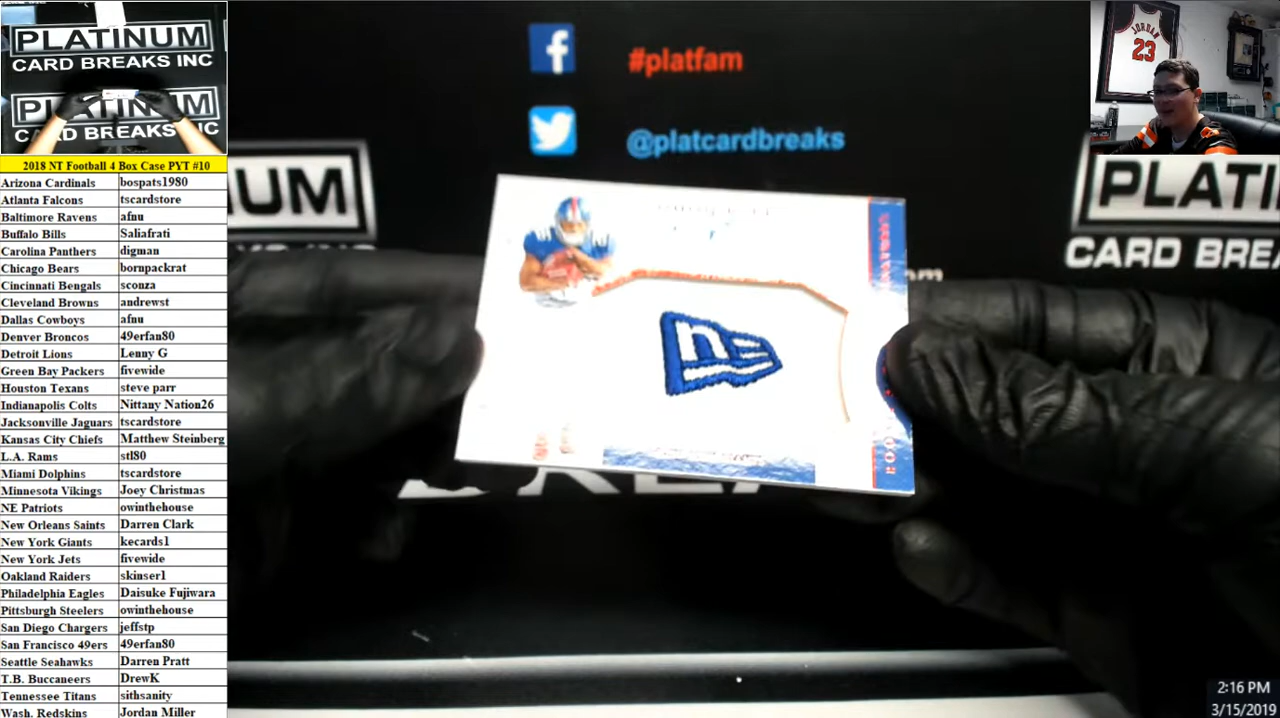 PLATINUM
CARD BREAKS INC
PLATINUM
CARD BREAKS INC
#platfam
@platcardbreaks
JORDAN
23
2018 NT Football 4 Box Case PYT #10
Arizona Cardinals bospats1980
Atlanta Falcons tscardstore
Baltimore Ravens afnu
Buffalo Bills Saliafrati
Carolina Panthers digman
Chicago Bears bornpackrat
Cincinnati Bengals sconza
Cleveland Browns andrewst
Dallas Cowboys afnu
Denver Broncos 49erfan80
Detroit Lions Lenny G
Green Bay Packers fivewide
Houston Texans steve parr
Indianapolis Colts Nittany Nation26
Jacksonville Jaguars tscardstore
Kansas City Chiefs Matthew Steinberg
L.A. Rams stl80
Miami Dolphins tscardstore
Minnesota Vikings Joey Christmas
NE Patriots owinthehouse
New Orleans Saints Darren Clark
New York Giants kecards1
New York Jets fivewide
Oakland Raiders skinser1
Philadelphia Eagles Daisuke Fujiwara
Pittsburgh Steelers owinthehouse
San Diego Chargers jeffstp
San Francisco 49ers 49erfan80
Seattle Seahawks Darren Pratt
T.B. Buccaneers DrewK
Tennessee Titans sithsanity
Wash. Redskins Jordan Miller
NUM
PLATI
CARD BR
2:16 PM
3/15/2019